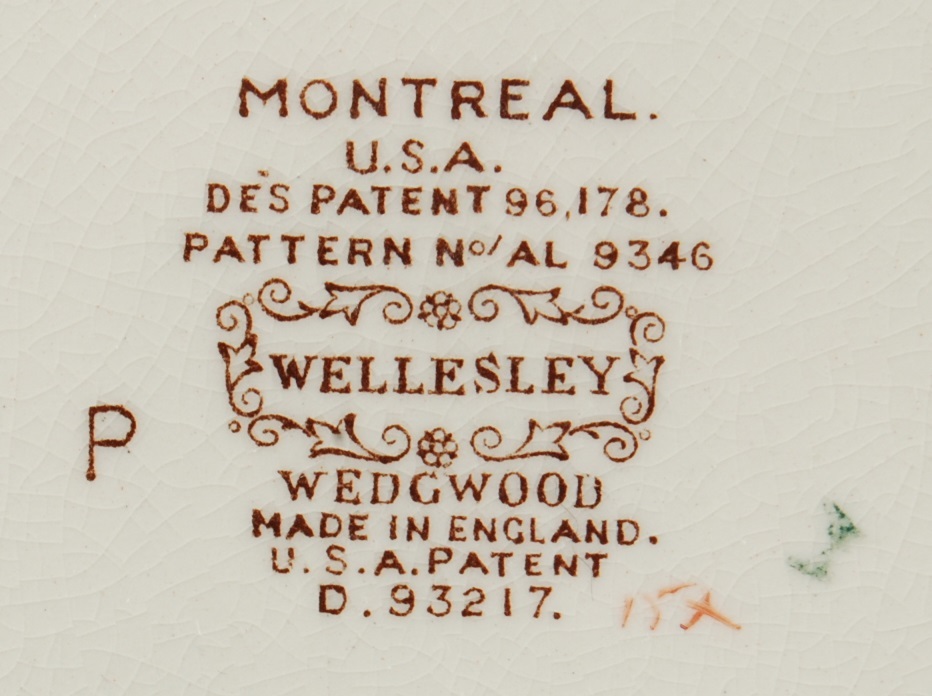 MONTREAL.
U.S.A.
DES PATENT 96,178.
PATTERN No/AL 9346
WELLESLEY
P
WEDGWOOD
MADE IN ENGLAND.
U.S.A. PATENT
D. 93217.